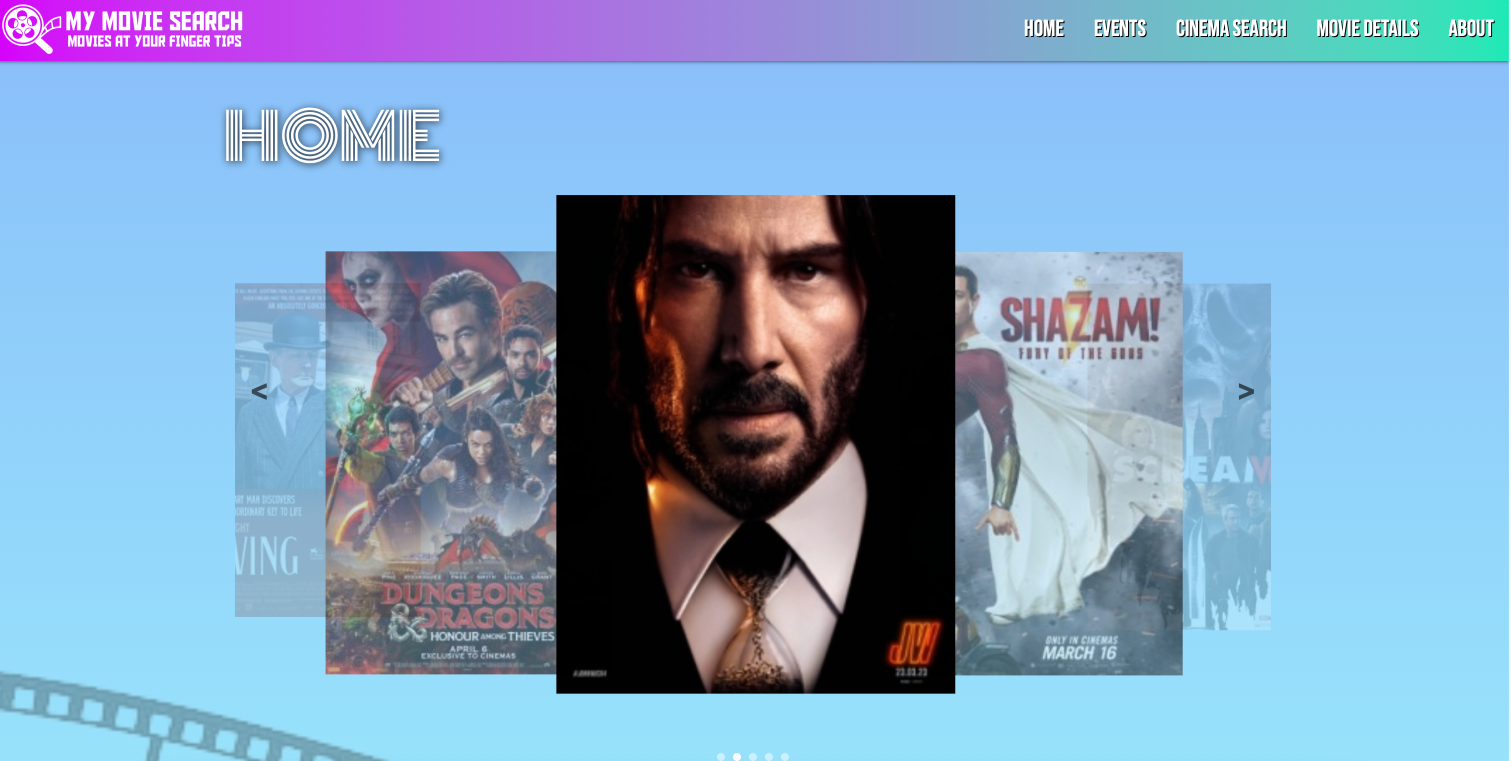 MY MOVIE SEARCH
MOVIES AT YOUR FINGER TIPS
HOME
EVENTS
CINEMA SEARCH
MOVIE DETAILS
ABOUT
HOME
<
>
ARY MAN DISCOVERS
AORDINARY KEY TO LIFE
VING
DUNGEONS
& DRAGONS
HONOUR AMONG THIEVES
APRIL 6
EXCLUSIVE TO CINEMAS
JW
23.03.23
SHAZAM!
FURY OF THE GODS
ONLY IN CINEMAS
MARCH 16
SCREAM